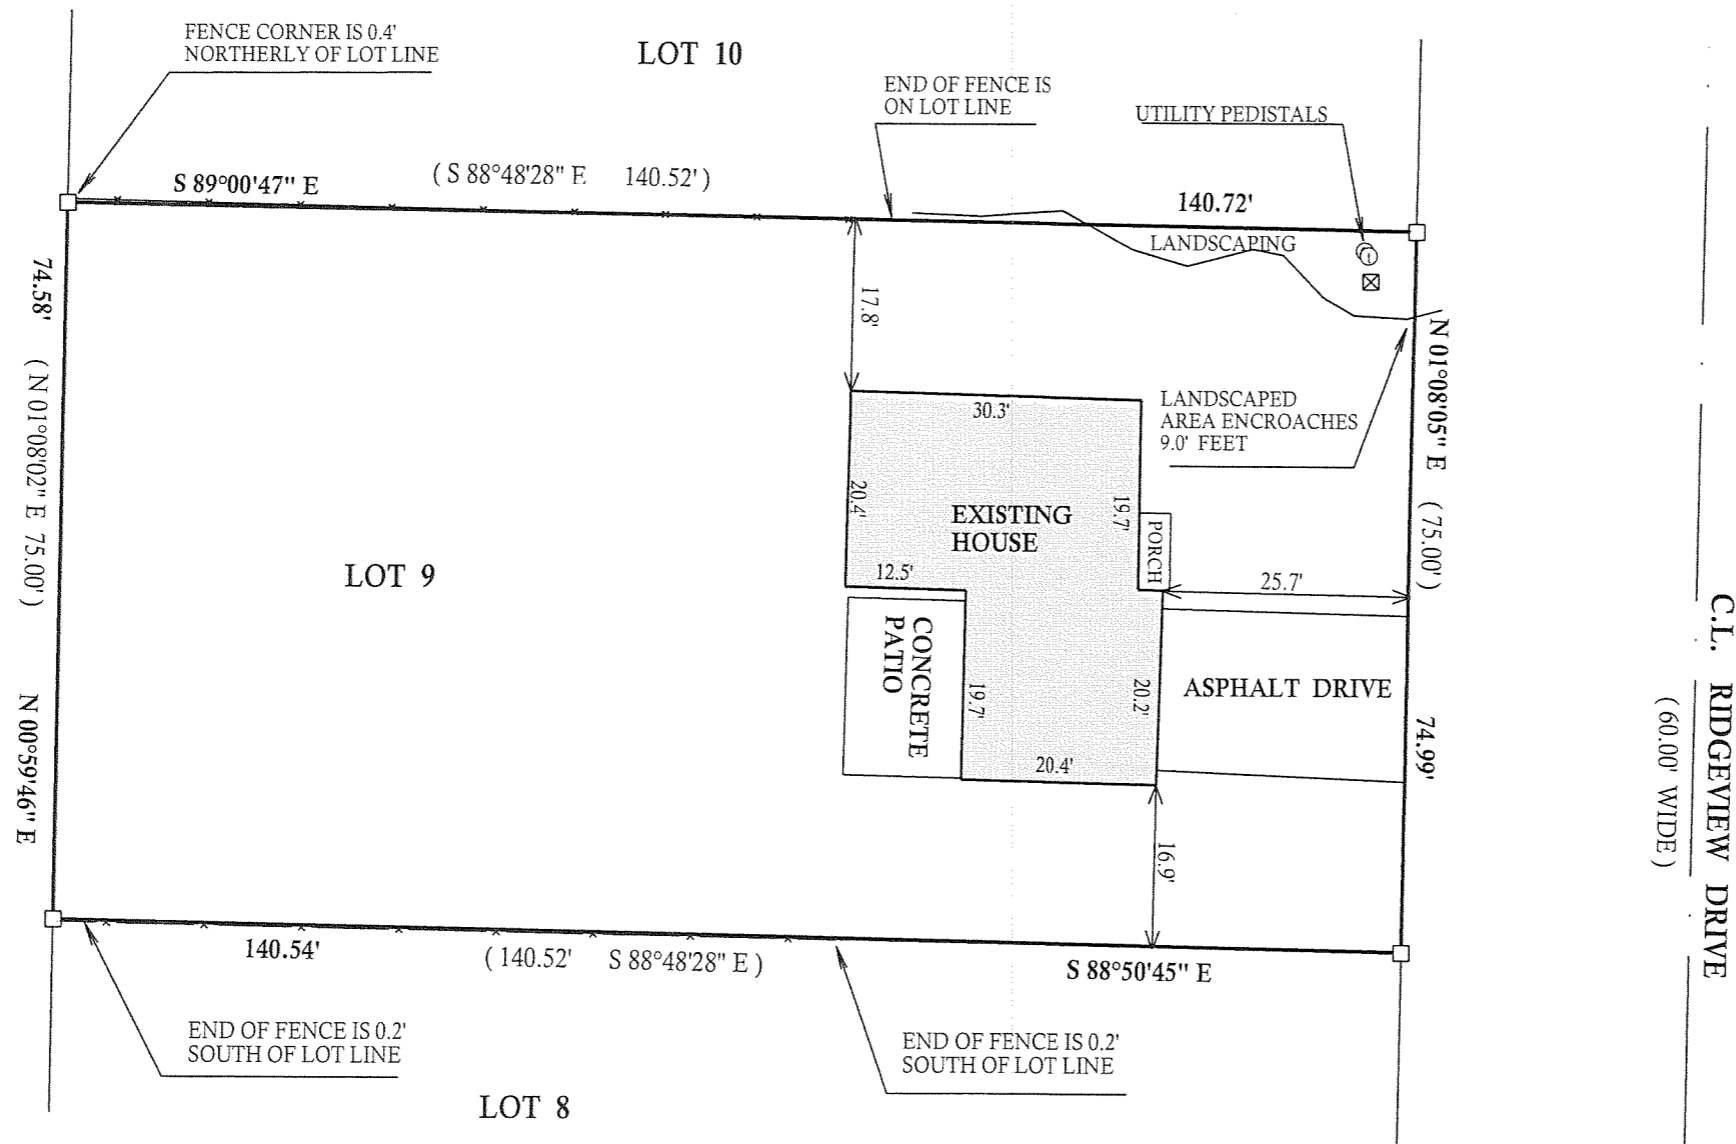 FENCE CORNER IS 0.4'
NORTHERLY OF LOT LINE
LOT 10
END OF FENCE IS
ON LOT LINE
UTILITY PEDISTALS
S 89°00'47" E
( S 88°48'28" E 140.52' )
140.72'
LANDSCAPING
74.58' ( N 01°08'02" E 75.00' ) N 00°59'46" E
17.8'
N 01°08'05" E ( 75.00' ) 74.99'
LANDSCAPED
AREA ENCROACHES
9.0' FEET
30.3'
20.4'
19.7'
EXISTING
HOUSE
PORCH
LOT 9
12.5'
25.7'
CONCRETE
PATIO
19.7'
20.2'
ASPHALT DRIVE
20.4'
16.9'
C.L. RIDGEVIEW DRIVE
( 60.00' WIDE )
140.54'
( 140.52' S 88°48'28" E )
S 88°50'45" E
END OF FENCE IS 0.2'
SOUTH OF LOT LINE
END OF FENCE IS 0.2'
SOUTH OF LOT LINE
LOT 8